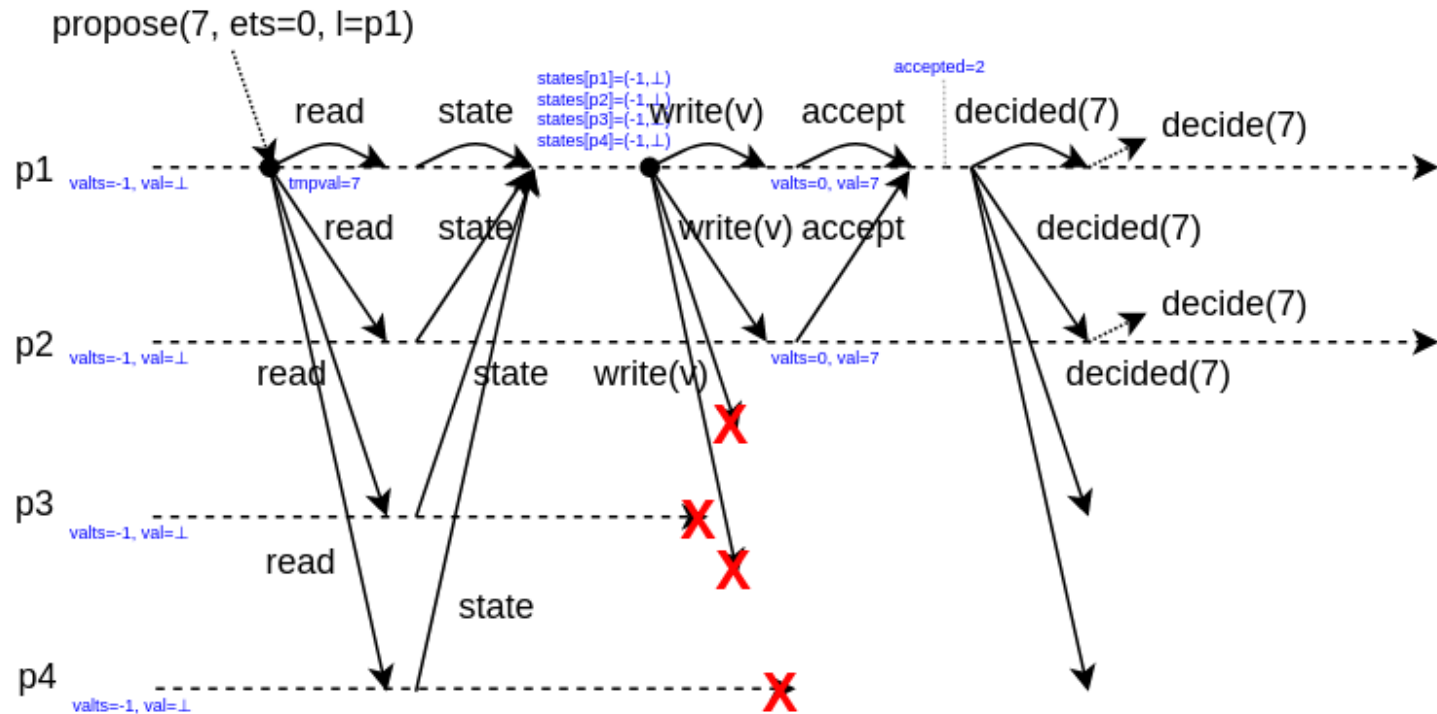 propose(7, ets=0, l=p1)
states[p1]=(-1,⊥)
states[p2]=(-1,⊥)
states[p3]=(-1,⊥)
states[p4]=(-1,⊥)
accepted=2
read
state
write(v)
accept
decided(7)
decide(7)
p1
valts=-1, val=⊥
tmpval=7
valts=0, val=7
read
state
write(v)
accept
decided(7)
decide(7)
p2
valts=-1, val=⊥
valts=0, val=7
read
state
write(v)
decided(7)
X
p3
X
valts=-1, val=⊥
read
X
state
p4
X
valts=-1, val=⊥